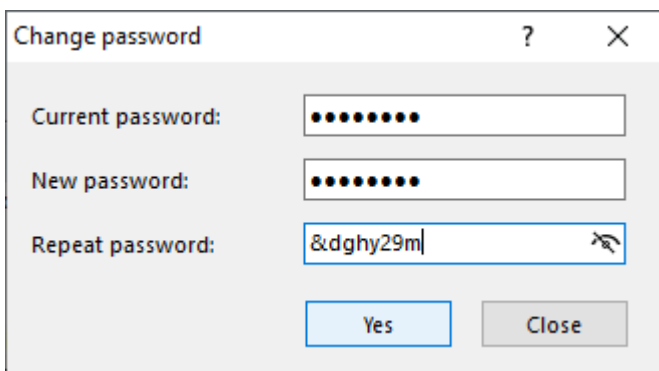 Change password ?
Current password: ●●●●●●●●
New password: ●●●●●●●●
Repeat password: &dghy29m
Yes Close